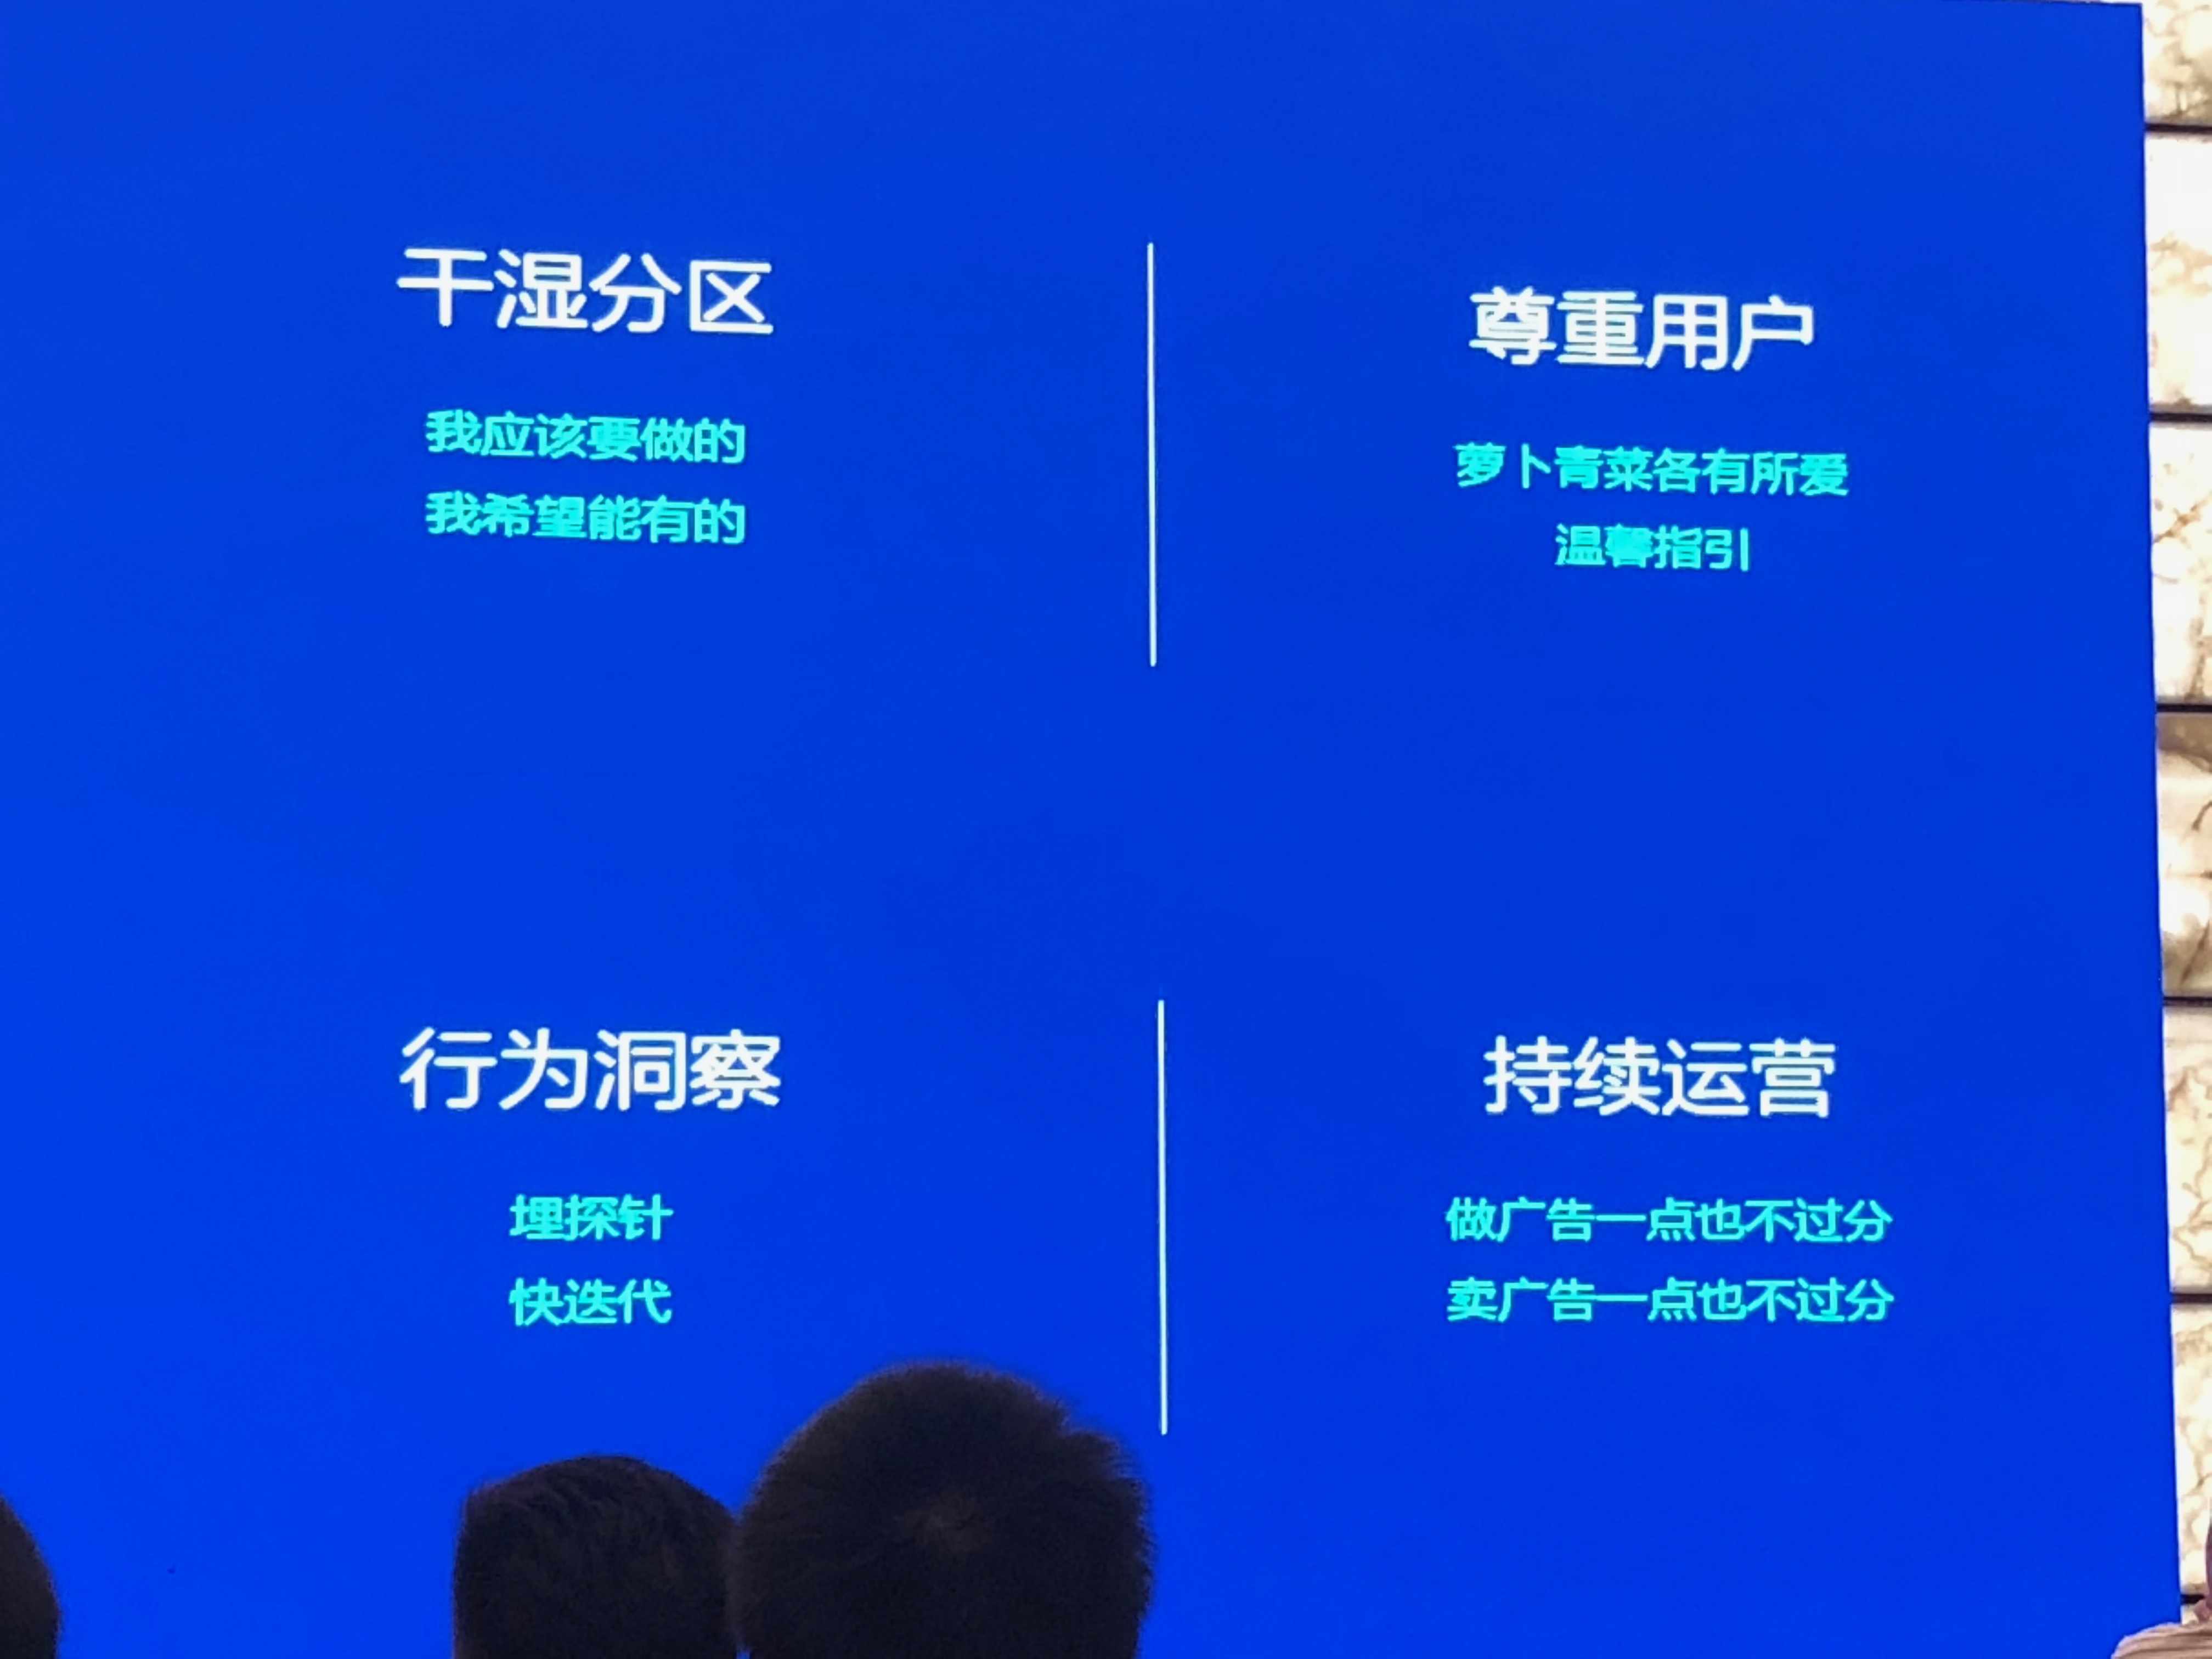 干湿分区
我应该要做的
我希望能有的
尊重用户
萝卜青菜各有所爱
温馨指引
行为洞察
埋探针
快迭代
持续运营
做广告一点也不过分
卖广告一点也不过分